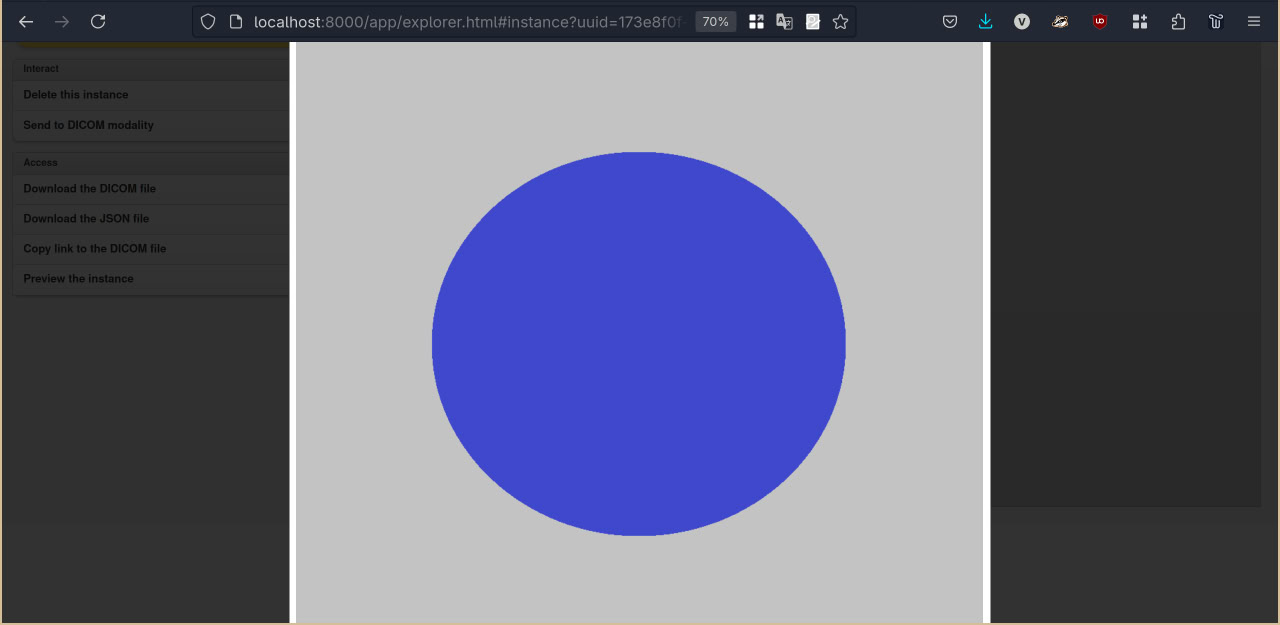 localhost:8000/app/explorer.html#instance?uuid=173e8f0f- 70%
Interact
Delete this instance
Send to DICOM modality
Access
Download the DICOM file
Download the JSON file
Copy link to the DICOM file
Preview the instance